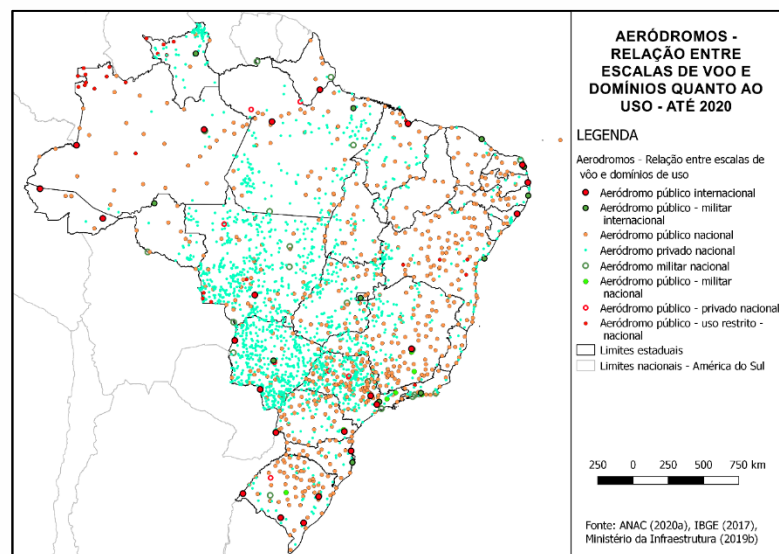 AERÓDROMOS -
RELAÇÃO ENTRE
ESCALAS DE VOO E
DOMÍNIOS QUANTO AO
USO - ATÉ 2020
LEGENDA
Aerodromos - Relação entre escalas de
vôo e domínios de uso
Aeródromo público internacional
Aeródromo público - militar
internacional
Aeródromo público nacional
Aeródromo privado nacional
Aeródromo militar nacional
Aeródromo público - militar
nacional
Aeródromo público - privado nacional
Aeródromo público - uso restrito -
nacional
Limites estaduais
Limites nacionais - América do Sul
250 0 250 500 750 km
Fonte: ANAC (2020a), IBGE (2017),
Ministério da Infraestrutura (2019b)